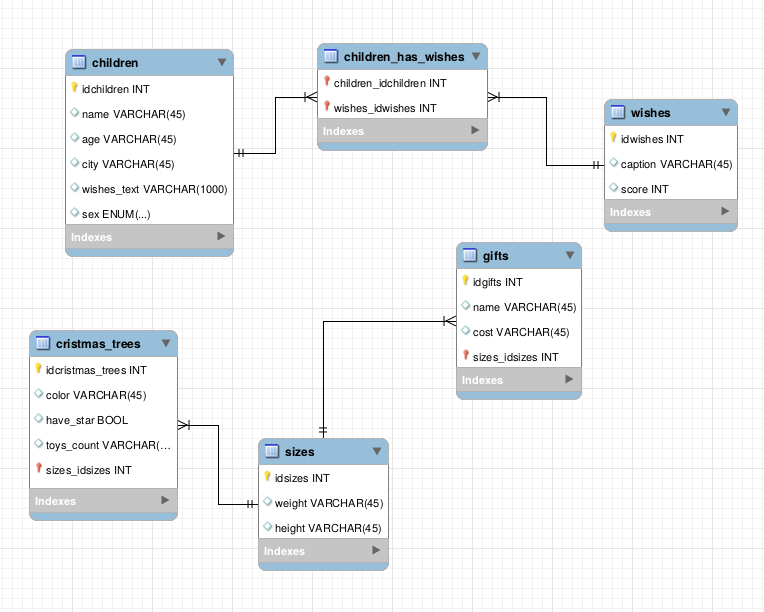 children
idchildren INT
name VARCHAR(45)
age VARCHAR(45)
city VARCHAR(45)
wishes_text VARCHAR(1000)
sex ENUM(...)
Indexes
children_has_wishes
children_idchildren INT
wishes_idwishes INT
Indexes
wishes
idwishes INT
caption VARCHAR(45)
score INT
Indexes
gifts
idgifts INT
name VARCHAR(45)
cost VARCHAR(45)
sizes_idsizes INT
Indexes
cristmas_trees
idcristmas_trees INT
color VARCHAR(45)
have_star BOOL
toys_count VARCHAR(...
sizes_idsizes INT
Indexes
sizes
idsizes INT
weight VARCHAR(45)
height VARCHAR(45)
Indexes